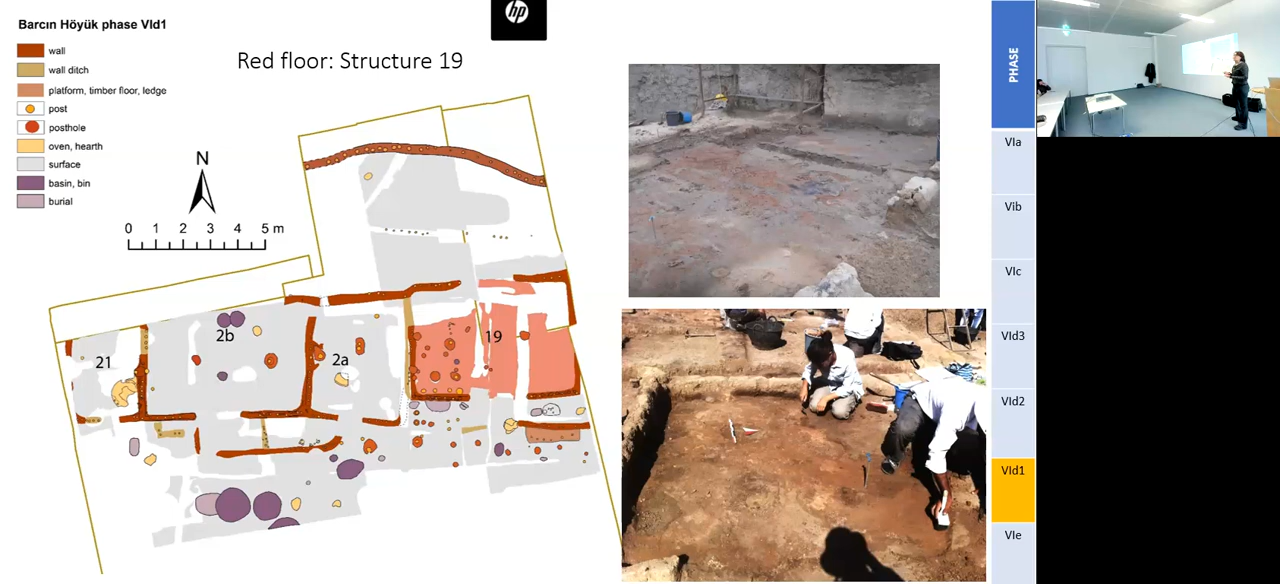 Barcın Höyük phase VId1
wall
wall ditch
platform, timber floor, ledge
post
posthole
oven, hearth
surface
basin, bin
burial
hp
Red floor: Structure 19
N
0 1 2 3 4 5 m
21
2b
2a
19
PHASE
VIa
Vib
VIc
VId3
VId2
VId1
VIe